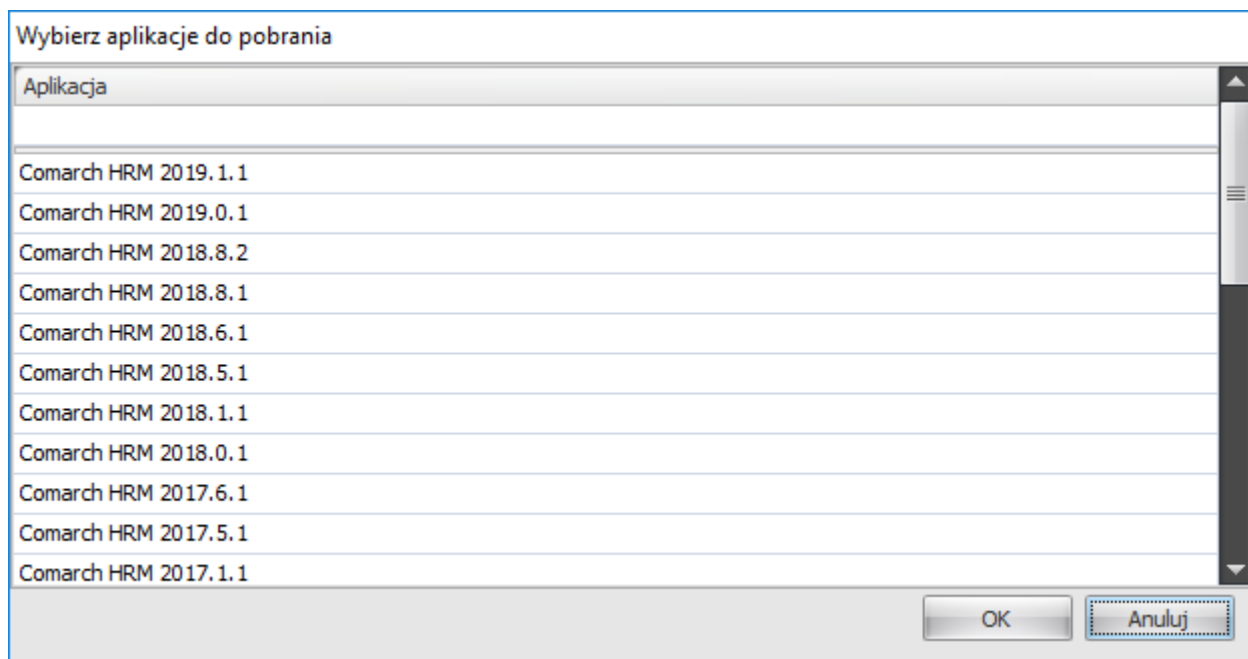 Wybierz aplikacje do pobrania
Aplikacja
Comarch HRM 2019.1.1
Comarch HRM 2019.0.1
Comarch HRM 2018.8.2
Comarch HRM 2018.8.1
Comarch HRM 2018.6.1
Comarch HRM 2018.5.1
Comarch HRM 2018.1.1
Comarch HRM 2018.0.1
Comarch HRM 2017.6.1
Comarch HRM 2017.5.1
Comarch HRM 2017.1.1
OK Anuluj